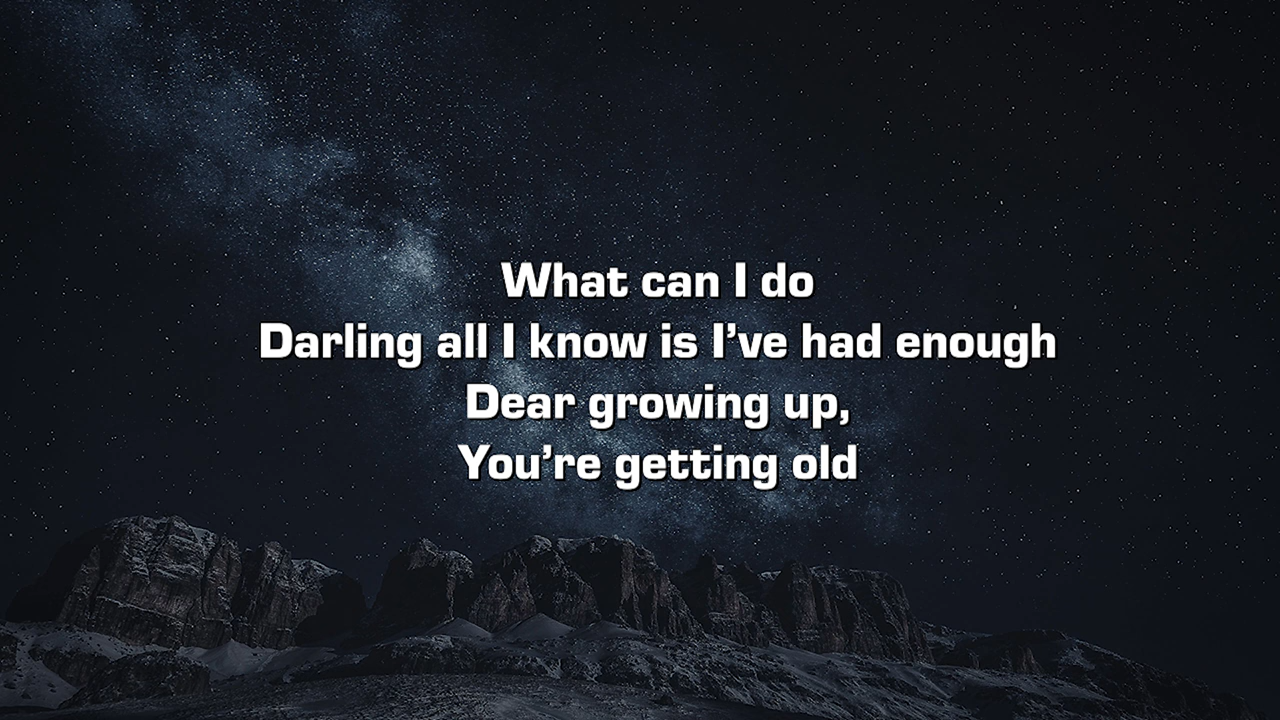 What can I do
Darling all I know is I’ve had enough
Dear growing up,
You’re getting old